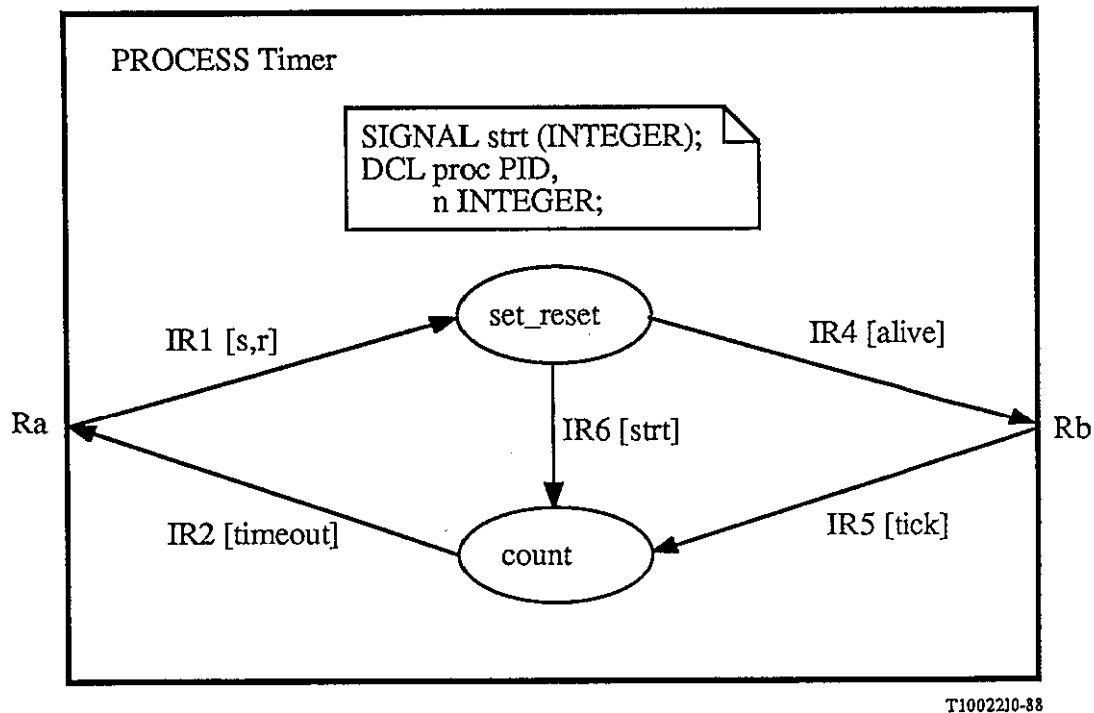 PROCESS Timer
SIGNAL strt (INTEGER);
DCL proc PID,
n INTEGER;
set_reset
IR1 [s,r]
IR4 [alive]
Ra
IR6 [strt]
Rb
IR2 [timeout]
count
IR5 [tick]
T1002210-88